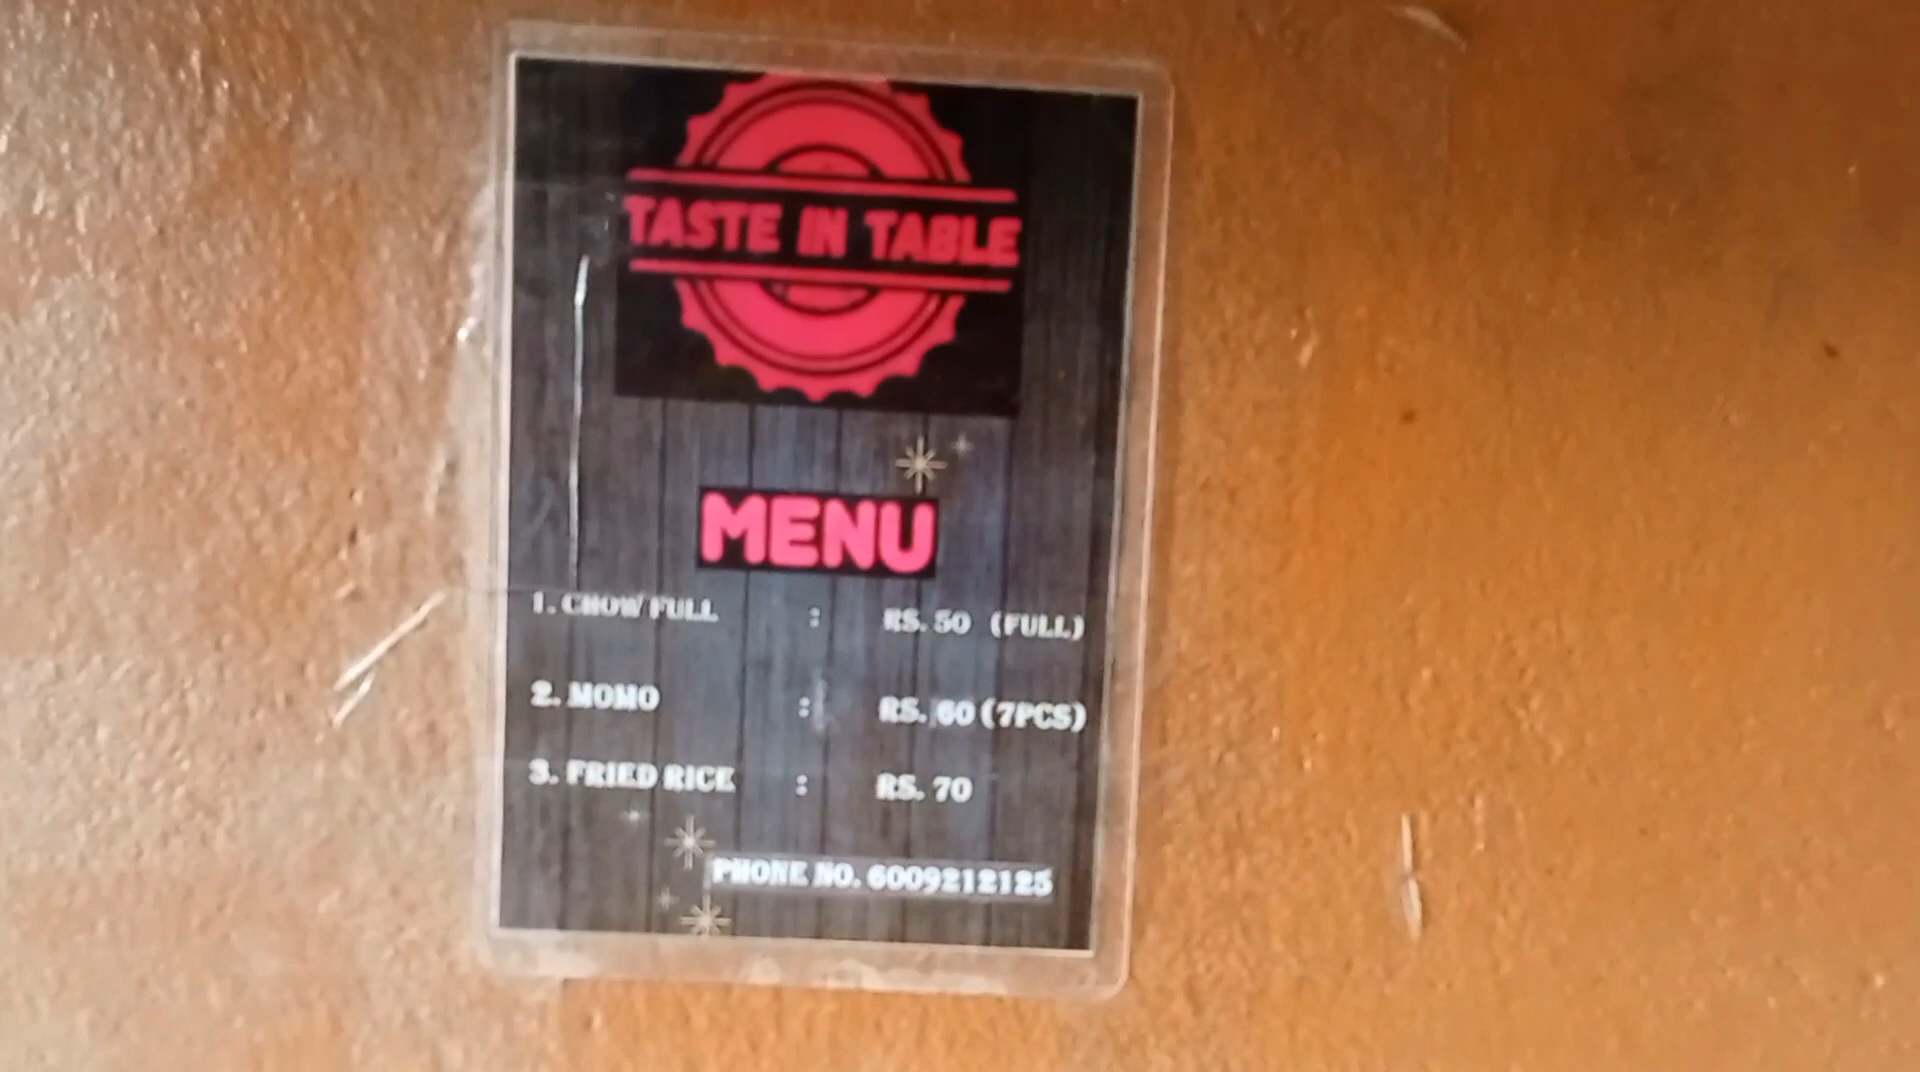 TASTE IN TABLE
MENU
1. CHOW FULL : RS. 50 (FULL)
2. MOMO : RS. 60 (7PCS)
3. FRIED RICE : RS. 70
PHONE NO. 6009212125